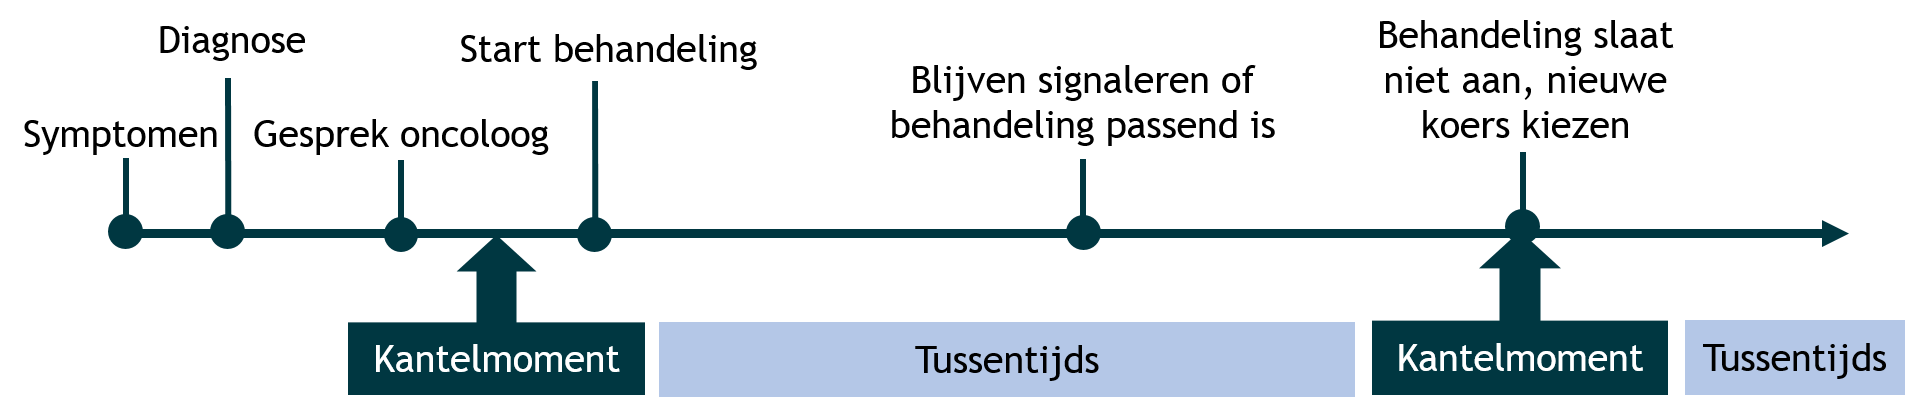 Symptomen
Diagnose
Gesprek oncoloog
Start behandeling
Blijven signaleren of
behandeling passend is
Behandeling slaat
niet aan, nieuwe
koers kiezen
Kantelmoment
Tussentijds
Kantelmoment
Tussentijds